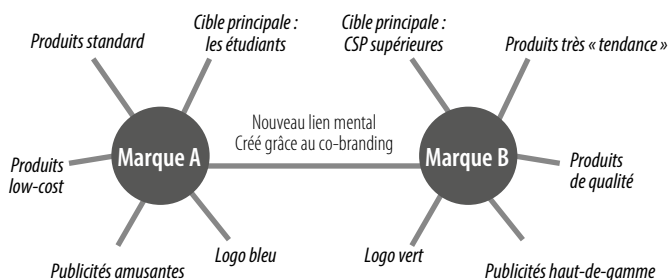 Cible principale :
les étudiants
Cible principale :
CSP supérieures
Produits standard
Produits très « tendance »
Nouveau lien mental
Créé grâce au co-branding
Marque A
Marque B
Produits
low-cost
Produits
de qualité
Logo bleu
Logo vert
Publicités amusantes
Publicités haut-de-gamme